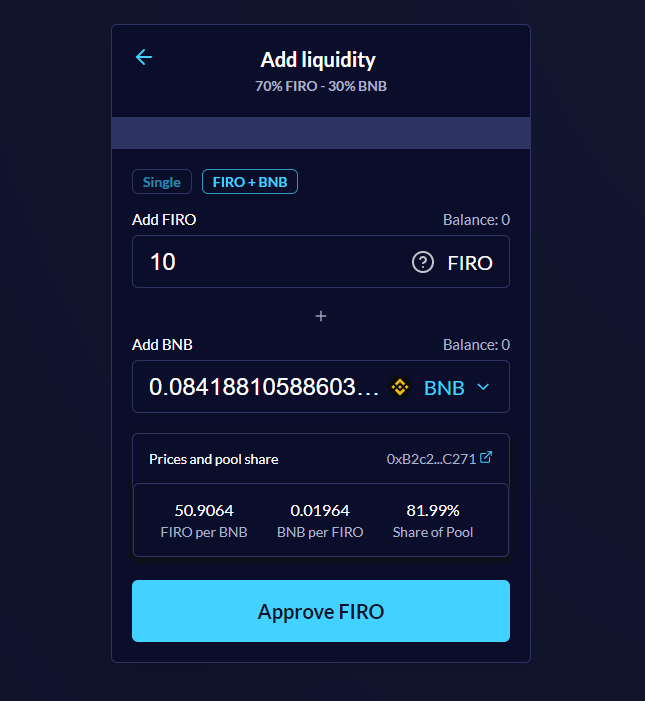 Add liquidity
70% FIRO - 30% BNB
Single FIRO + BNB
Add FIRO Balance: 0
10 FIRO
+
Add BNB Balance: 0
0.08418810588603... BNB
Prices and pool share 0xB2c2...C271
50.9064 0.01964 81.99%
FIRO per BNB BNB per FIRO Share of Pool
Approve FIRO